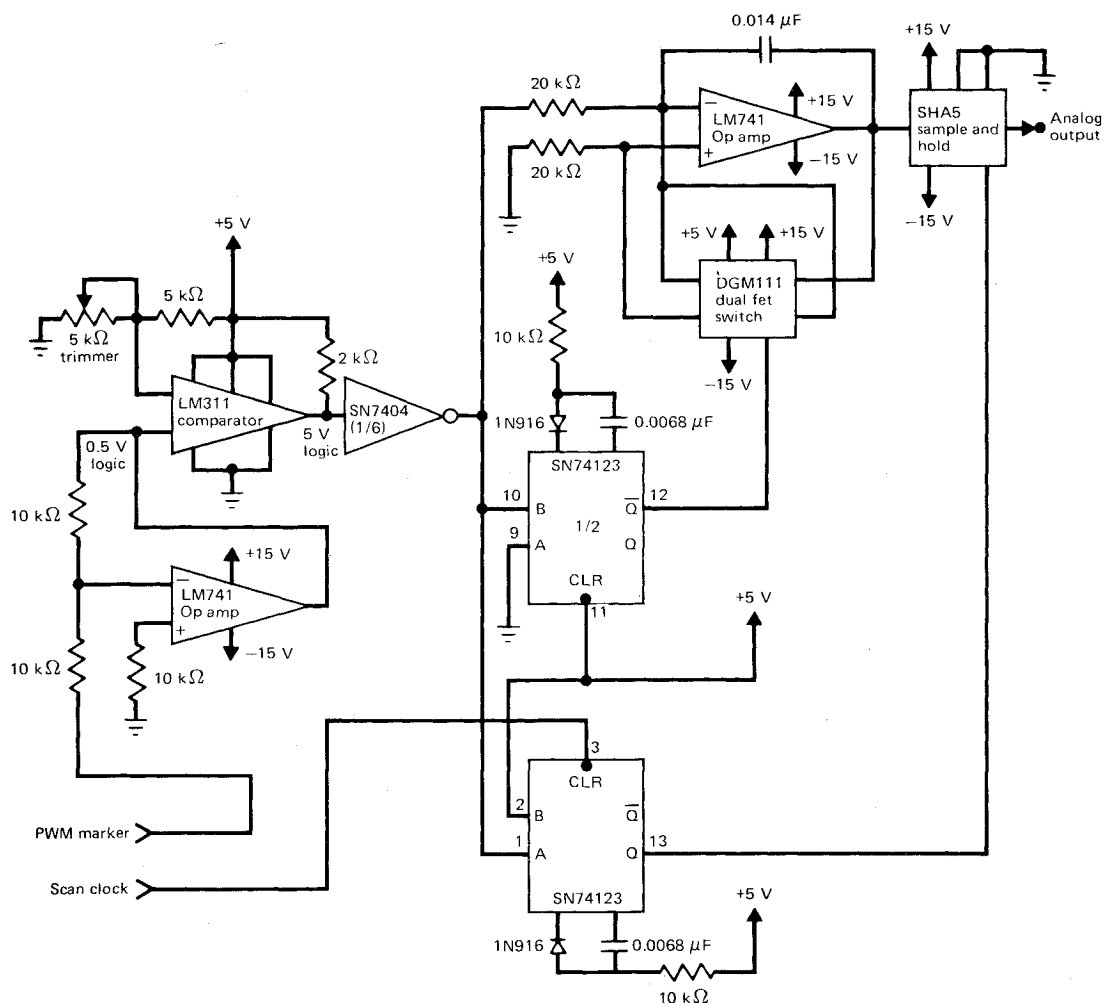 0.014 μF
+15 V
20 kΩ
−
LM741
Op amp
+
+15 V
−15 V
20 kΩ
SHA5
sample and
hold
Analog
output
−15 V
+5 V
+5 V
+15 V
DGM111
dual fet
switch
−15 V
+5 V
10 kΩ
5 kΩ
5 kΩ
trimmer
2 kΩ
LM311
comparator
SN7404
(1/6)
5 V
logic
0.5 V
logic
1N916
0.0068 μF
SN74123
10
B
1/2
9
A
Q̅
12
Q
CLR
11
10 kΩ
+15 V
−
LM741
Op amp
+
−15 V
10 kΩ
10 kΩ
+5 V
3
CLR
2
B
Q̅
1
A
Q
13
SN74123
PWM marker
Scan clock
1N916
0.0068 μF
+5 V
10 kΩ